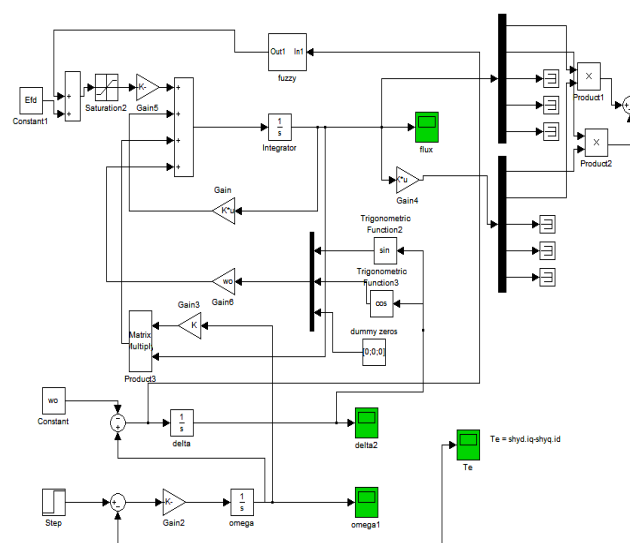 Out1 In1
fuzzy
Efd
Constant1
+
+
Saturation2
K-
Gain5
+
+
+
+
1
s
Integrator
flux
X
Product1
+
X
Product2
K*u
Gain4
Gain
K*u
Trigonometric
Function2
sin
Trigonometric
Function3
cos
wo
Gain6
dummy zeros
[0;0;0]
Gain3
K
Matrix
Multiply
Product3
wo
Constant
−
+
1
s
delta
delta2
Te
Te = shyd.iq-shyq.id
Step
+
-
K-
Gain2
1
s
omega
omega1